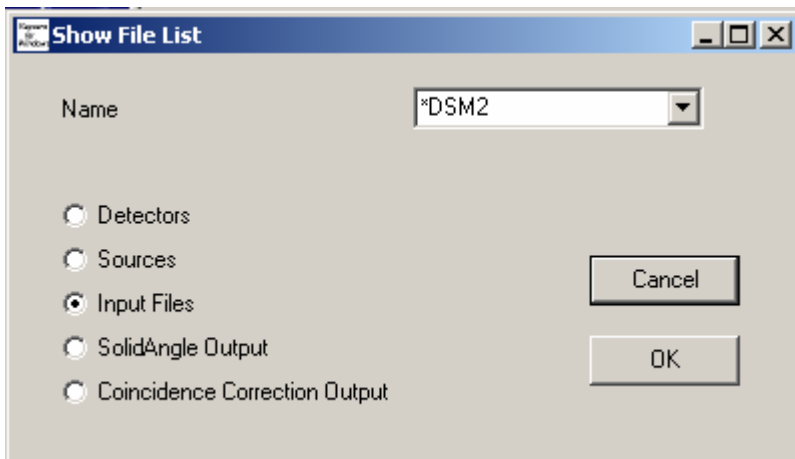 Show File List
Name
*DSM2
Detectors
Sources
Input Files
SolidAngle Output
Coincidence Correction Output
Cancel
OK